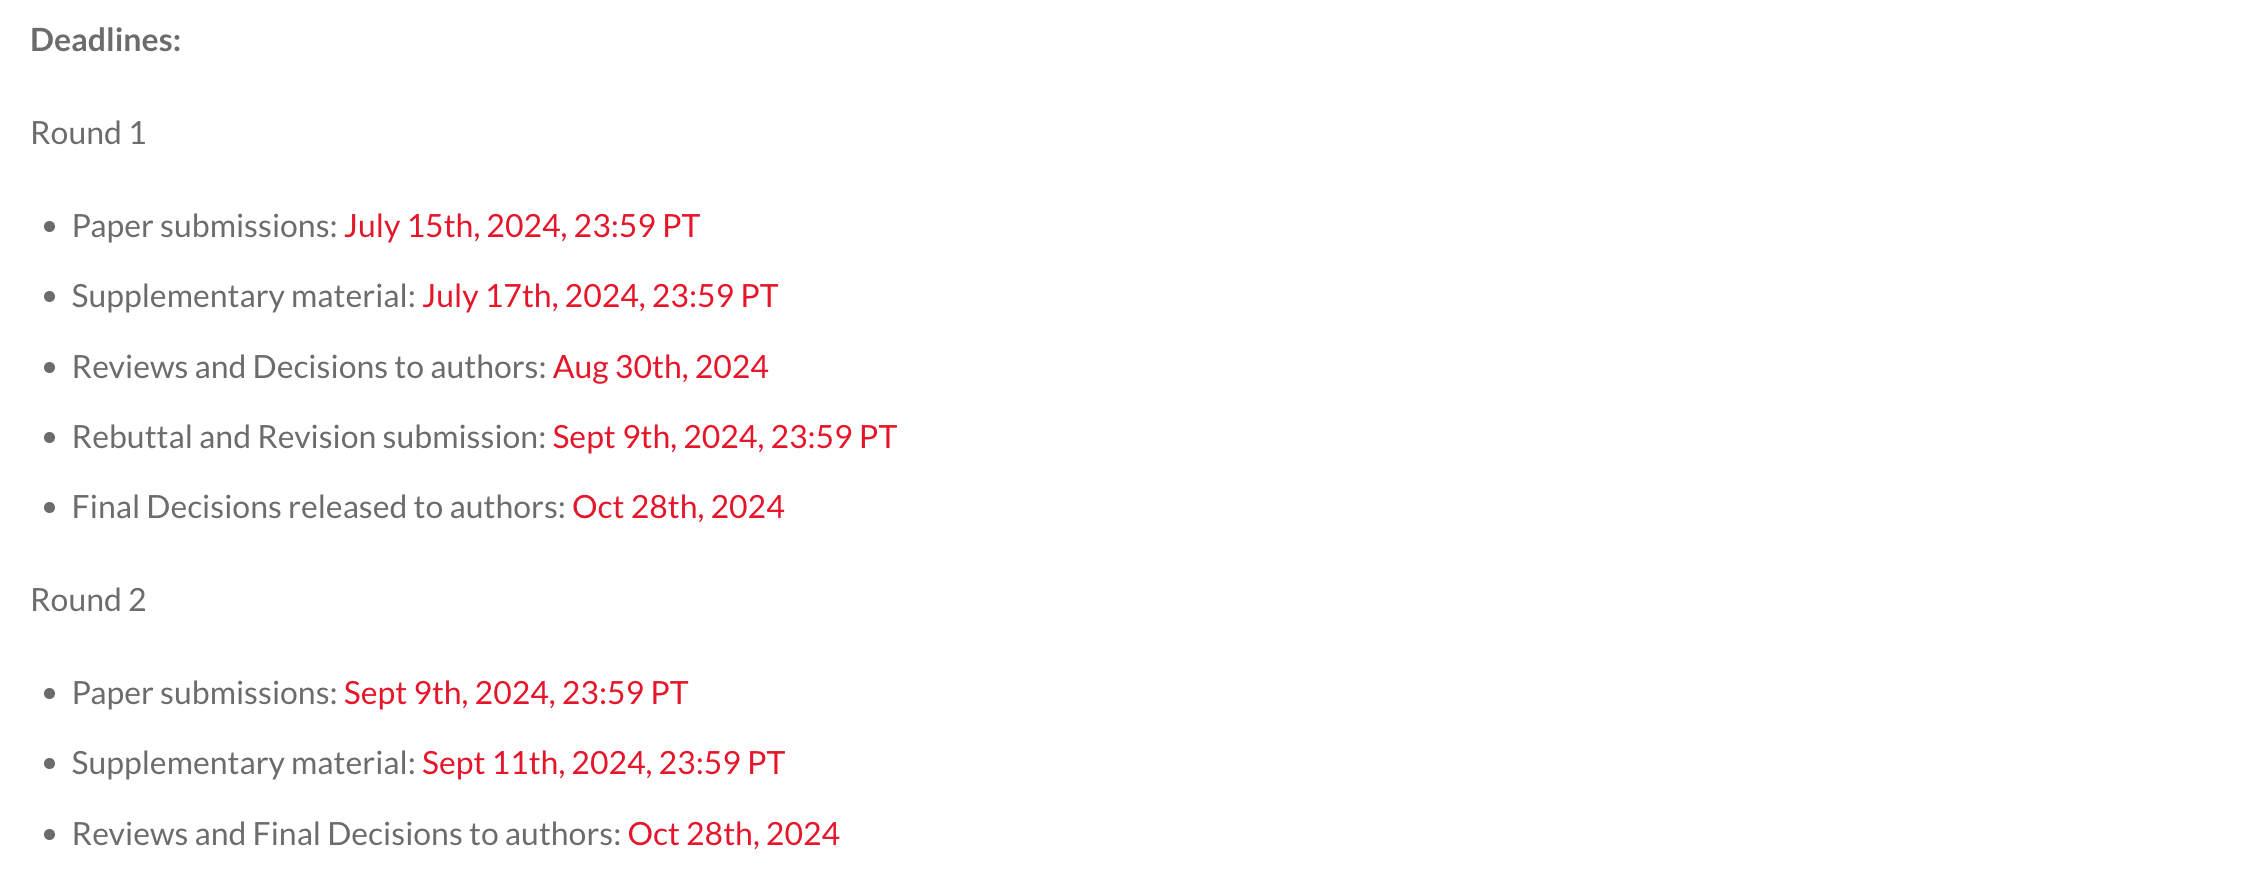 Deadlines:
Round 1
• Paper submissions: July 15th, 2024, 23:59 PT
• Supplementary material: July 17th, 2024, 23:59 PT
• Reviews and Decisions to authors: Aug 30th, 2024
• Rebuttal and Revision submission: Sept 9th, 2024, 23:59 PT
• Final Decisions released to authors: Oct 28th, 2024
Round 2
• Paper submissions: Sept 9th, 2024, 23:59 PT
• Supplementary material: Sept 11th, 2024, 23:59 PT
• Reviews and Final Decisions to authors: Oct 28th, 2024